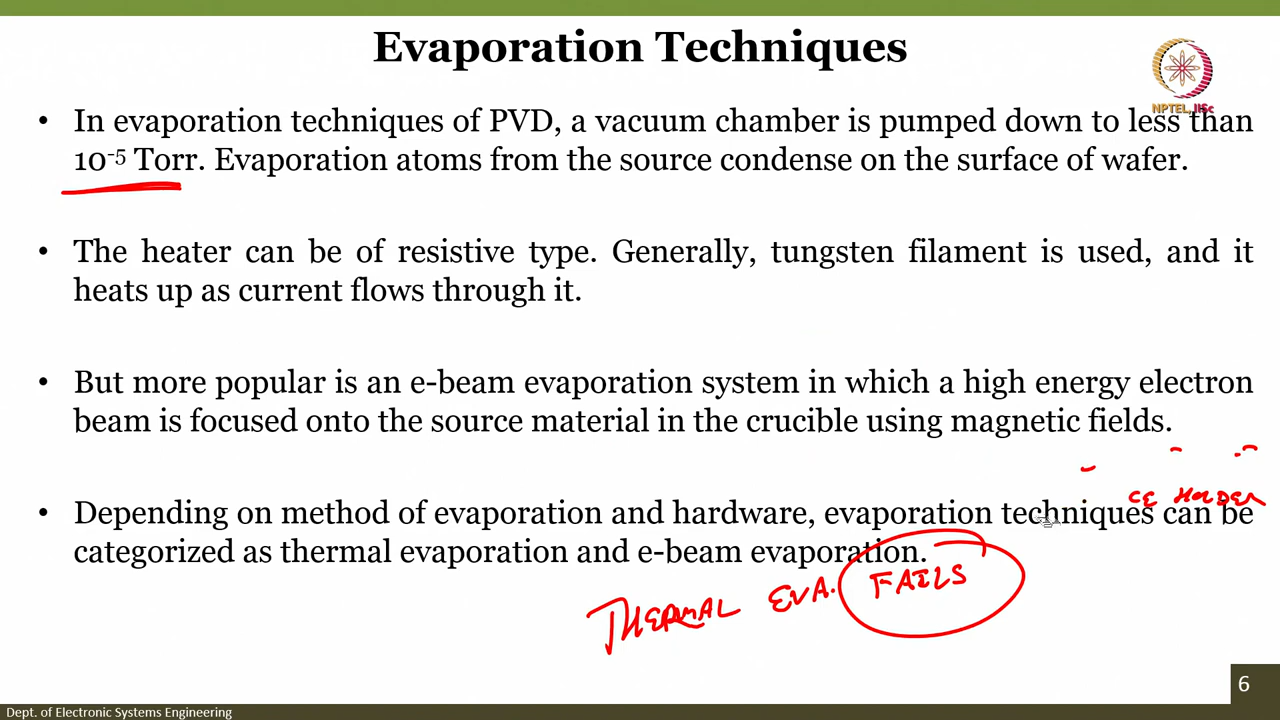 Evaporation Techniques
NPTEL, IISc
• In evaporation techniques of PVD, a vacuum chamber is pumped down to less than
10⁻⁵ Torr. Evaporation atoms from the source condense on the surface of wafer.
• The heater can be of resistive type. Generally, tungsten filament is used, and it
heats up as current flows through it.
• But more popular is an e-beam evaporation system in which a high energy electron
beam is focused onto the source material in the crucible using magnetic fields.
CE HOLDER
• Depending on method of evaporation and hardware, evaporation techniques can be
categorized as thermal evaporation and e-beam evaporation.
THERMAL EVA. FAILS
6
Dept. of Electronic Systems Engineering